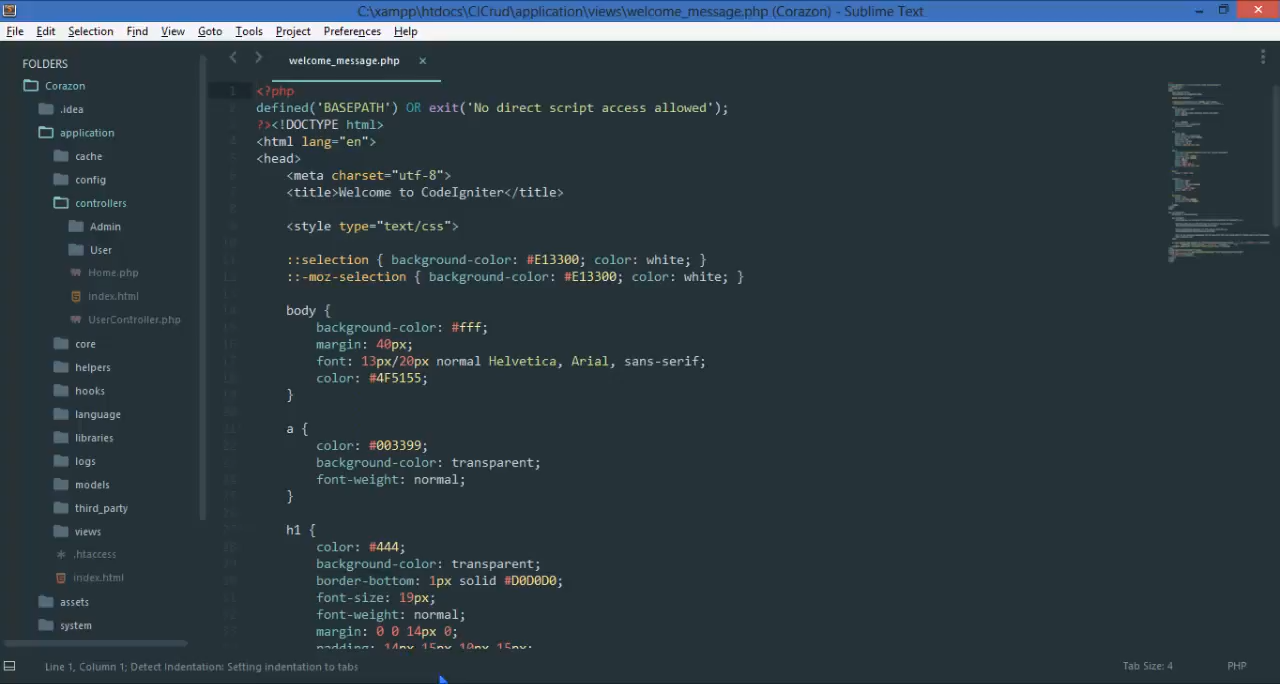 C:\xampp\htdocs\CiCrud\application\views\welcome_message.php (Corazon) - Sublime Text
File Edit Selection Find View Goto Tools Project Preferences Help
FOLDERS
Corazon
.idea
application
cache
config
controllers
Admin
User
Home.php
index.html
UserController.php
core
helpers
hooks
language
libraries
logs
models
third_party
views
.htaccess
index.html
assets
system
welcome_message.php
<?php
defined('BASEPATH') OR exit('No direct script access allowed');
?><!DOCTYPE html>
<html lang="en">
<head>
<meta charset="utf-8">
<title>Welcome to CodeIgniter</title>
<style type="text/css">
::selection { background-color: #E13300; color: white; }
::-moz-selection { background-color: #E13300; color: white; }
body {
background-color: #fff;
margin: 40px;
font: 13px/20px normal Helvetica, Arial, sans-serif;
color: #4F5155;
}
a {
color: #003399;
background-color: transparent;
font-weight: normal;
}
h1 {
color: #444;
background-color: transparent;
border-bottom: 1px solid #D0D0D0;
font-size: 19px;
font-weight: normal;
margin: 0 0 14px 0;
padding: 14px 15px 10px 15px;
Line 1, Column 1; Detect Indentation: Setting indentation to tabs
Tab Size: 4
PHP